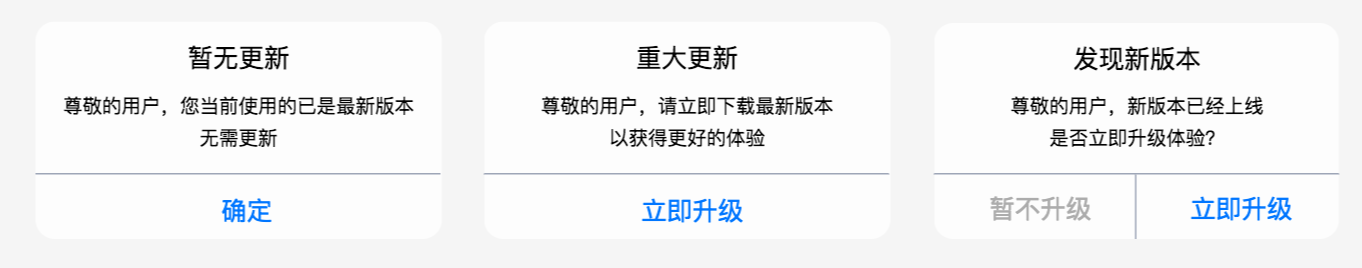 暂无更新
尊敬的用户，您当前使用的已是最新版本
无需更新
确定
重大更新
尊敬的用户，请立即下载最新版本
以获得更好的体验
立即升级
发现新版本
尊敬的用户，新版本已经上线
是否立即升级体验?
暂不升级
立即升级